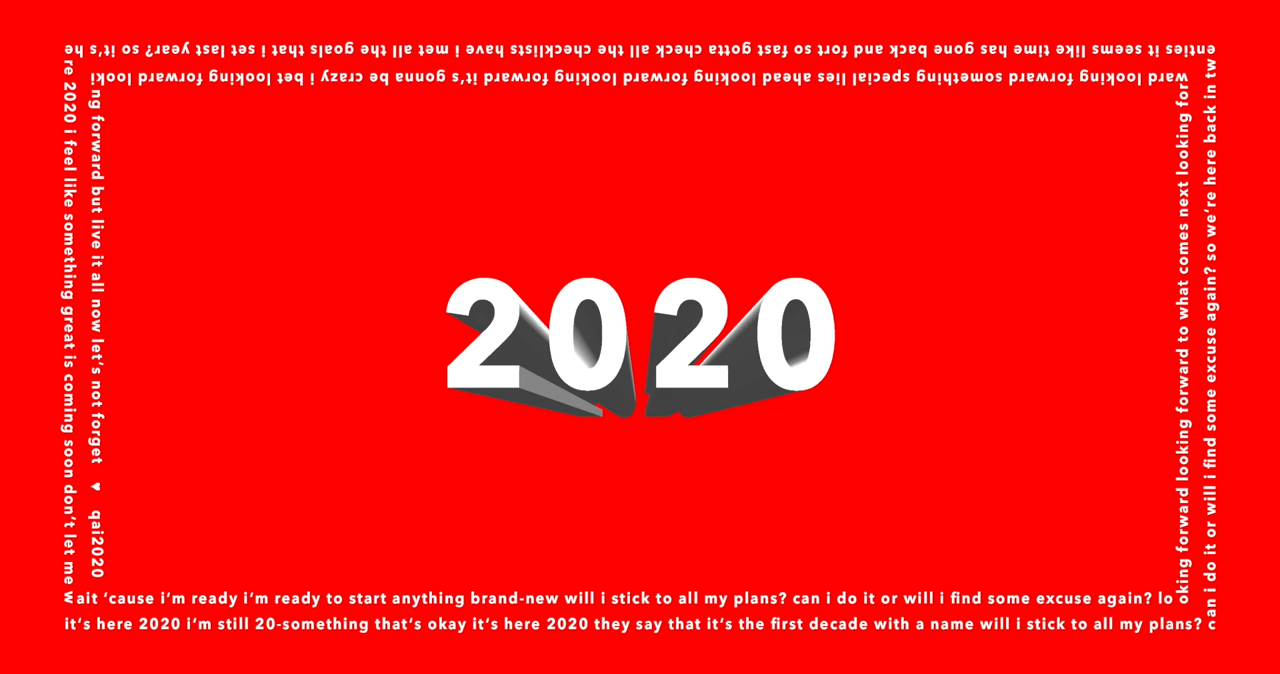 2020
it's here 2020 i'm still 20-something that's okay it's here 2020 they say that it's the first decade with a name will i stick to all my plans? c
an i do it or will i find some excuse again? so we're here back in tw
enties it seems like time has gone back and fort so fast gotta check all the checklists have i met all the goals that i set last year? so it's he
re 2020 i feel like something great is coming soon don't let me w
ait 'cause i'm ready i'm ready to start anything brand-new will i stick to all my plans? can i do it or will i find some excuse again? lo
oking forward looking forward to what comes next looking for
ward looking forward something special lies ahead looking forward looking forward it's gonna be crazy i bet looking forward looki
ng forward but live it all now let's not forget ♥ qai2020